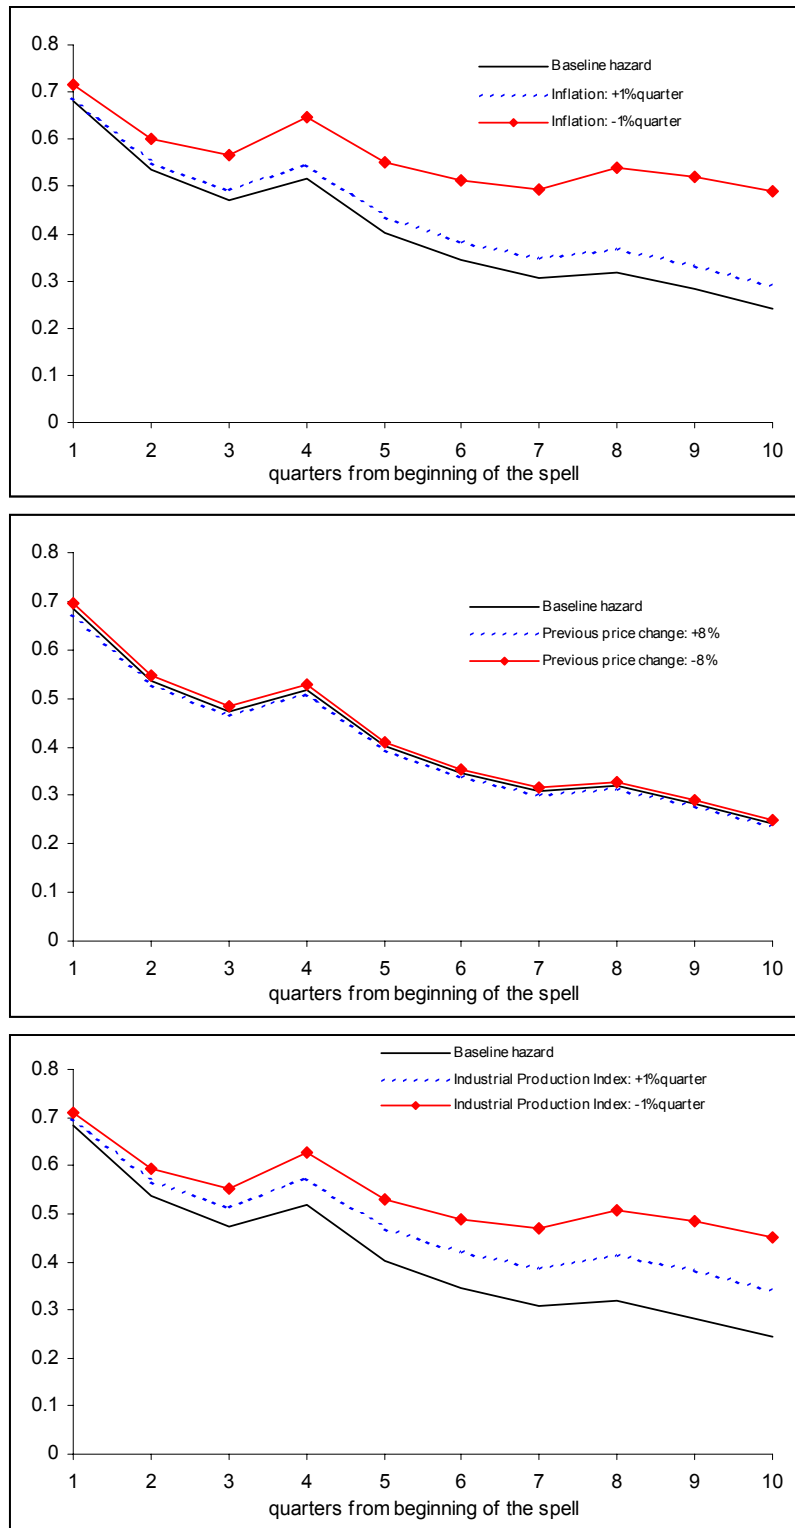 0.8
0.7
0.6
0.5
0.4
0.3
0.2
0.1
0
Baseline hazard
Inflation: +1%quarter
Inflation: -1%quarter
1 2 3 4 5 6 7 8 9 10
quarters from beginning of the spell
0.8
0.7
0.6
0.5
0.4
0.3
0.2
0.1
0
Baseline hazard
Previous price change: +8%
Previous price change: -8%
1 2 3 4 5 6 7 8 9 10
quarters from beginning of the spell
0.8
0.7
0.6
0.5
0.4
0.3
0.2
0.1
0
Baseline hazard
Industrial Production Index: +1%quarter
Industrial Production Index: -1%quarter
1 2 3 4 5 6 7 8 9 10
quarters from beginning of the spell